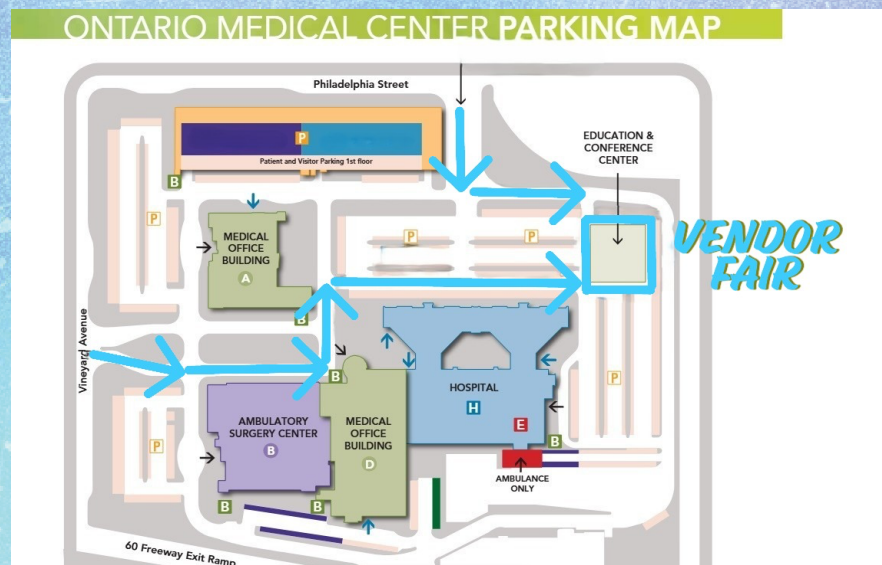 ONTARIO MEDICAL CENTER PARKING MAP
Philadelphia Street
EDUCATION &
CONFERENCE
CENTER
P
Patient and Visitor Parking 1st floor
B
P
MEDICAL
OFFICE
BUILDING
A
P
P
VENDOR
FAIR
B
Vineyard Avenue
B
HOSPITAL
H
P
E
AMBULATORY
SURGERY CENTER
B
MEDICAL
OFFICE
BUILDING
D
P
B
AMBULANCE
ONLY
B
B
60 Freeway Exit Ramp